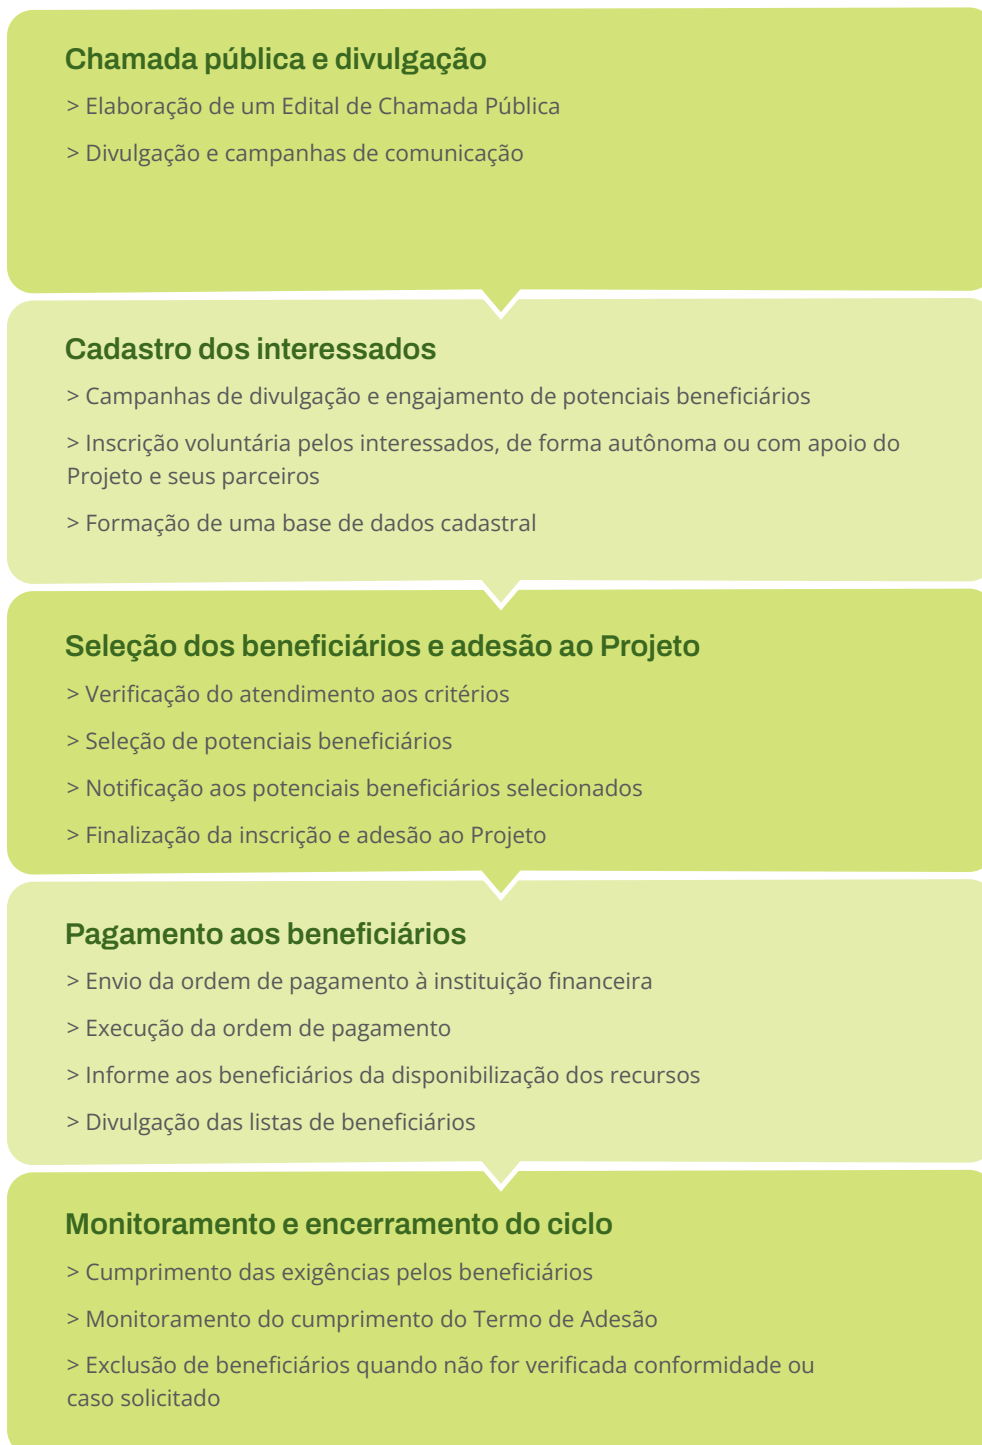 Chamada pública e divulgação
> Elaboração de um Edital de Chamada Pública
> Divulgação e campanhas de comunicação
Cadastro dos interessados
> Campanhas de divulgação e engajamento de potenciais beneficiários
> Inscrição voluntária pelos interessados, de forma autônoma ou com apoio do
Projeto e seus parceiros
> Formação de uma base de dados cadastral
Seleção dos beneficiários e adesão ao Projeto
> Verificação do atendimento aos critérios
> Seleção de potenciais beneficiários
> Notificação aos potenciais beneficiários selecionados
> Finalização da inscrição e adesão ao Projeto
Pagamento aos beneficiários
> Envio da ordem de pagamento à instituição financeira
> Execução da ordem de pagamento
> Informe aos beneficiários da disponibilização dos recursos
> Divulgação das listas de beneficiários
Monitoramento e encerramento do ciclo
> Cumprimento das exigências pelos beneficiários
> Monitoramento do cumprimento do Termo de Adesão
> Exclusão de beneficiários quando não for verificada conformidade ou
caso solicitado